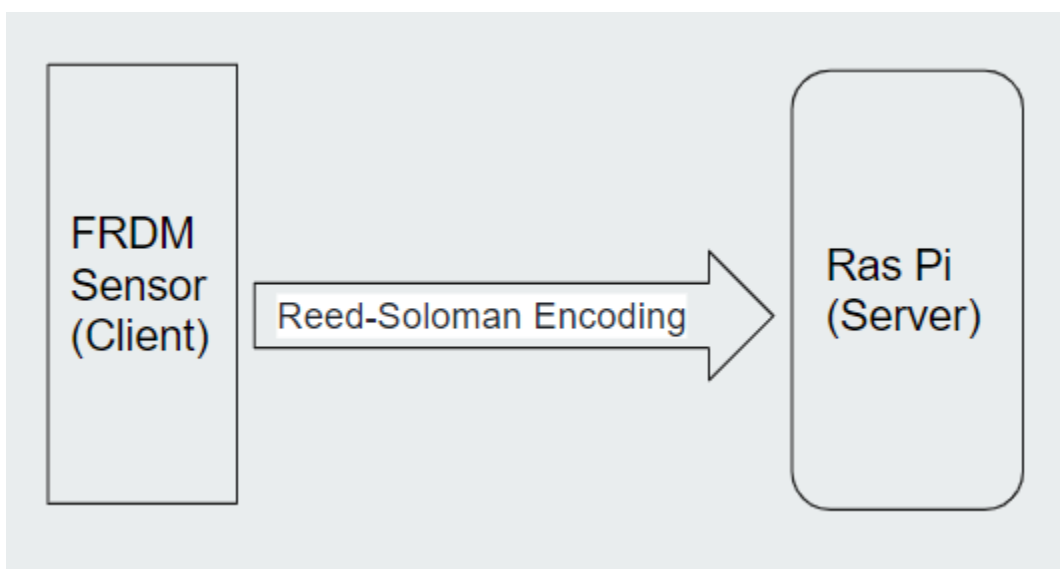 FRDM
Sensor
(Client)
Reed-Soloman Encoding
Ras Pi
(Server)